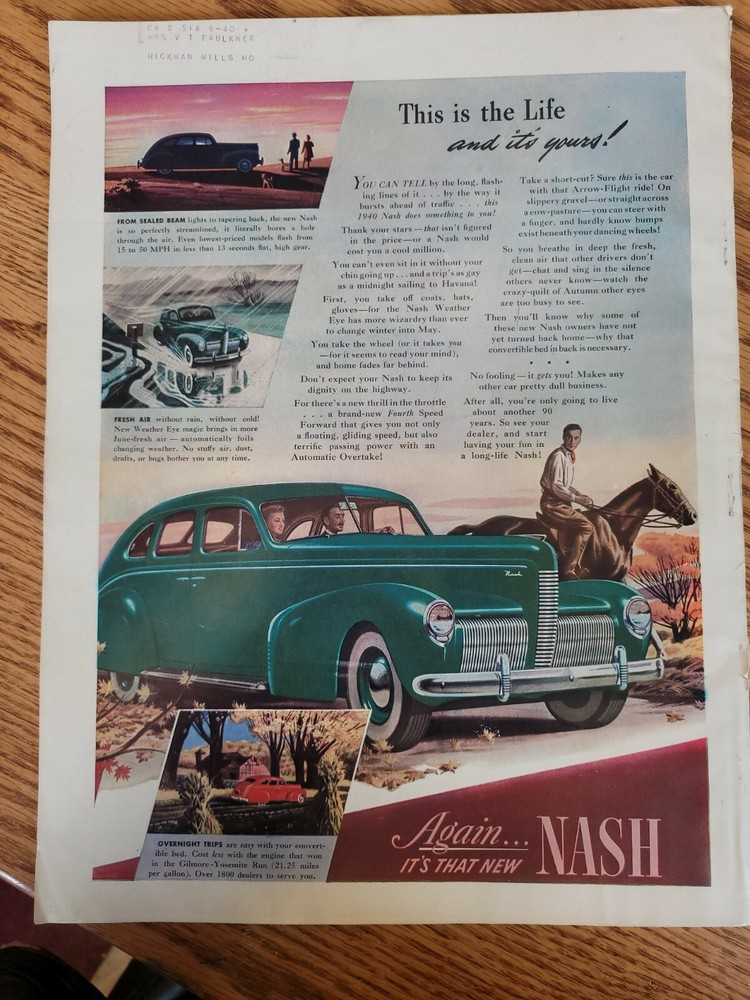 CB 2 51A 6-40
MRS V T FAULKNER
HICKMAN MILLS MO
This is the Life
and it's yours!
YOU CAN TELL by the long, flash-
ing lines of it . . . by the way it
bursts ahead of traffic . . . this
1940 Nash does something to you!
Thank your stars—that isn't figured
in the price—or a Nash would
cost you a cool million.
You can't even sit in it without your
chin going up . . . and a trip's as gay
as a midnight sailing to Havana!
First, you take off coats, hats,
gloves—for the Nash Weather
Eye has more wizardry than ever
to change winter into May.
You take the wheel (or it takes you
—for it seems to read your mind),
and home fades far behind.
Don't expect your Nash to keep its
dignity on the highway.
For there's a new thrill in the throttle
. . . a brand-new Fourth Speed
Forward that gives you not only
a floating, gliding speed, but also
terrific passing power with an
Automatic Overtake!
Take a short-cut? Sure this is the car
with that Arrow-Flight ride! On
slippery gravel—or straight across
a cow-pasture—you can steer with
a finger, and hardly know bumps
exist beneath your dancing wheels!
So you breathe in deep the fresh,
clean air that other drivers don't
get—chat and sing in the silence
others never know—watch the
crazy-quilt of Autumn other eyes
are too busy to see.
Then you'll know why some of
these new Nash owners have not
yet turned back home—why that
convertible bed in back is necessary.
• • •
No fooling—it gets you! Makes any
other car pretty dull business.
After all, you're only going to live
about another 90
years. So see your
dealer, and start
having your fun in
a long-life Nash!
FROM SEALED BEAM lights to tapering back, the new Nash
is so perfectly streamlined, it literally bores a hole
through the air. Even lowest-priced models flash from
15 to 50 MPH in less than 13 seconds flat, high gear.
FRESH AIR without rain, without cold!
New Weather Eye magic brings in more
June-fresh air — automatically foils
changing weather. No stuffy air, dust,
drafts, or bugs bother you at any time.
Nash
OVERNIGHT TRIPS are easy with your convert-
ible bed. Cost less with the engine that won
in the Gilmore-Yosemite Run (21.25 miles
per gallon). Over 1800 dealers to serve you.
Again...
IT'S THAT NEW
NASH